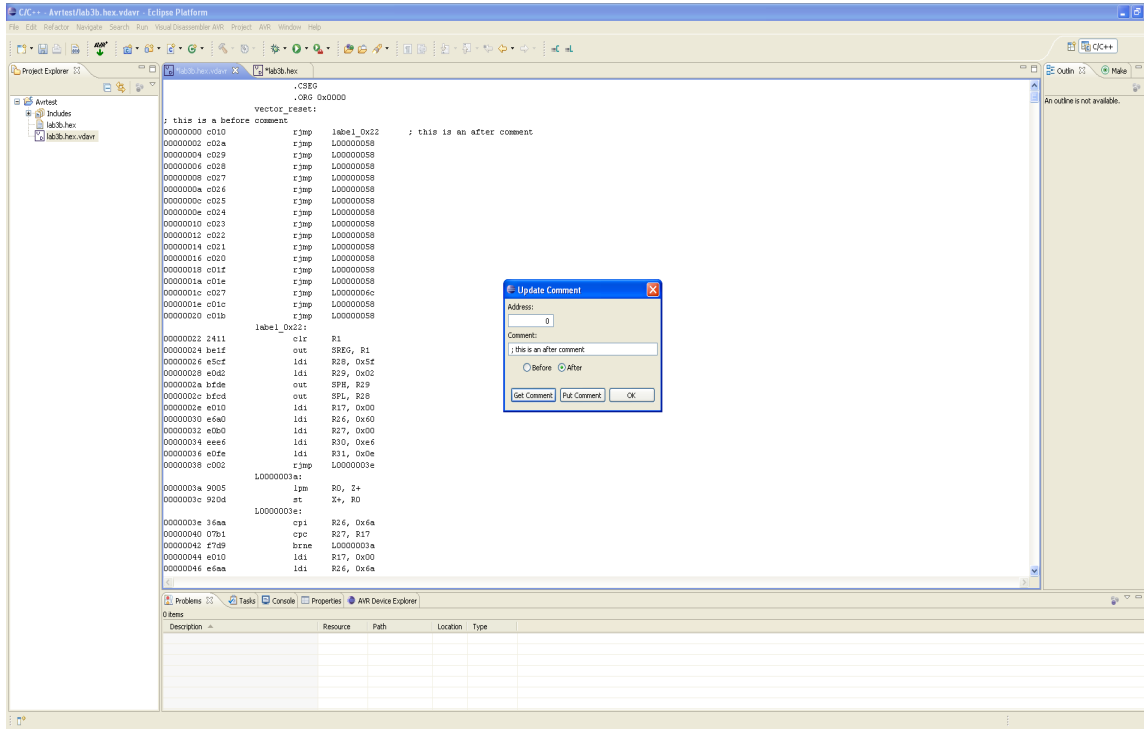 C/C++ - Avrtest/lab3b.hex.vdavr - Eclipse Platform
File Edit Refactor Navigate Search Run Visual Disassembler AVR Project AVR Window Help
C/C++
Project Explorer
*lab3b.hex.vdavr
*lab3b.hex
Outlin
Make
An outline is not available.
Avrtest
Includes
lab3b.hex
lab3b.hex.vdavr
.CSEG
.ORG 0x0000
vector_reset:
; this is a before comment
00000000 c010 rjmp label_0x22 ; this is an after comment
00000002 c02a rjmp L00000058
00000004 c029 rjmp L00000058
00000006 c028 rjmp L00000058
00000008 c027 rjmp L00000058
0000000a c026 rjmp L00000058
0000000c c025 rjmp L00000058
0000000e c024 rjmp L00000058
00000010 c023 rjmp L00000058
00000012 c022 rjmp L00000058
00000014 c021 rjmp L00000058
00000016 c020 rjmp L00000058
00000018 c01f rjmp L00000058
0000001a c01e rjmp L00000058
0000001c c027 rjmp L0000006c
0000001e c01c rjmp L00000058
00000020 c01b rjmp L00000058
label_0x22:
00000022 2411 clr R1
00000024 be1f out SREG, R1
00000026 e5cf ldi R28, 0x5f
00000028 e0d2 ldi R29, 0x02
0000002a bfde out SPH, R29
0000002c bfcd out SPL, R28
0000002e e010 ldi R17, 0x00
00000030 e6a0 ldi R26, 0x60
00000032 e0b0 ldi R27, 0x00
00000034 eee6 ldi R30, 0xe6
00000036 e0fe ldi R31, 0x0e
00000038 c002 rjmp L0000003e
L0000003a:
0000003a 9005 lpm R0, Z+
0000003c 920d st X+, R0
L0000003e:
0000003e 36aa cpi R26, 0x6a
00000040 07b1 cpc R27, R17
00000042 f7d9 brne L0000003a
00000044 e010 ldi R17, 0x00
00000046 e6aa ldi R26, 0x6a
Update Comment
Address:
0
Comment:
; this is an after comment
Before After
Get Comment Put Comment OK
Problems Tasks Console Properties AVR Device Explorer
0 items
Description Resource Path Location Type